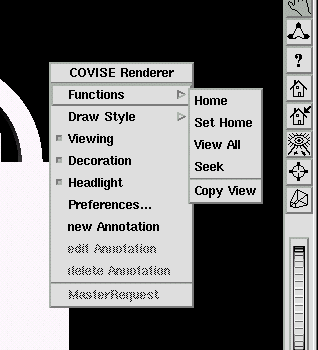 COVISE Renderer
Functions
Draw Style
Viewing
Decoration
Headlight
Preferences...
new Annotation
edit Annotation
delete Annotation
MasterRequest
Home
Set Home
View All
Seek
Copy View
?